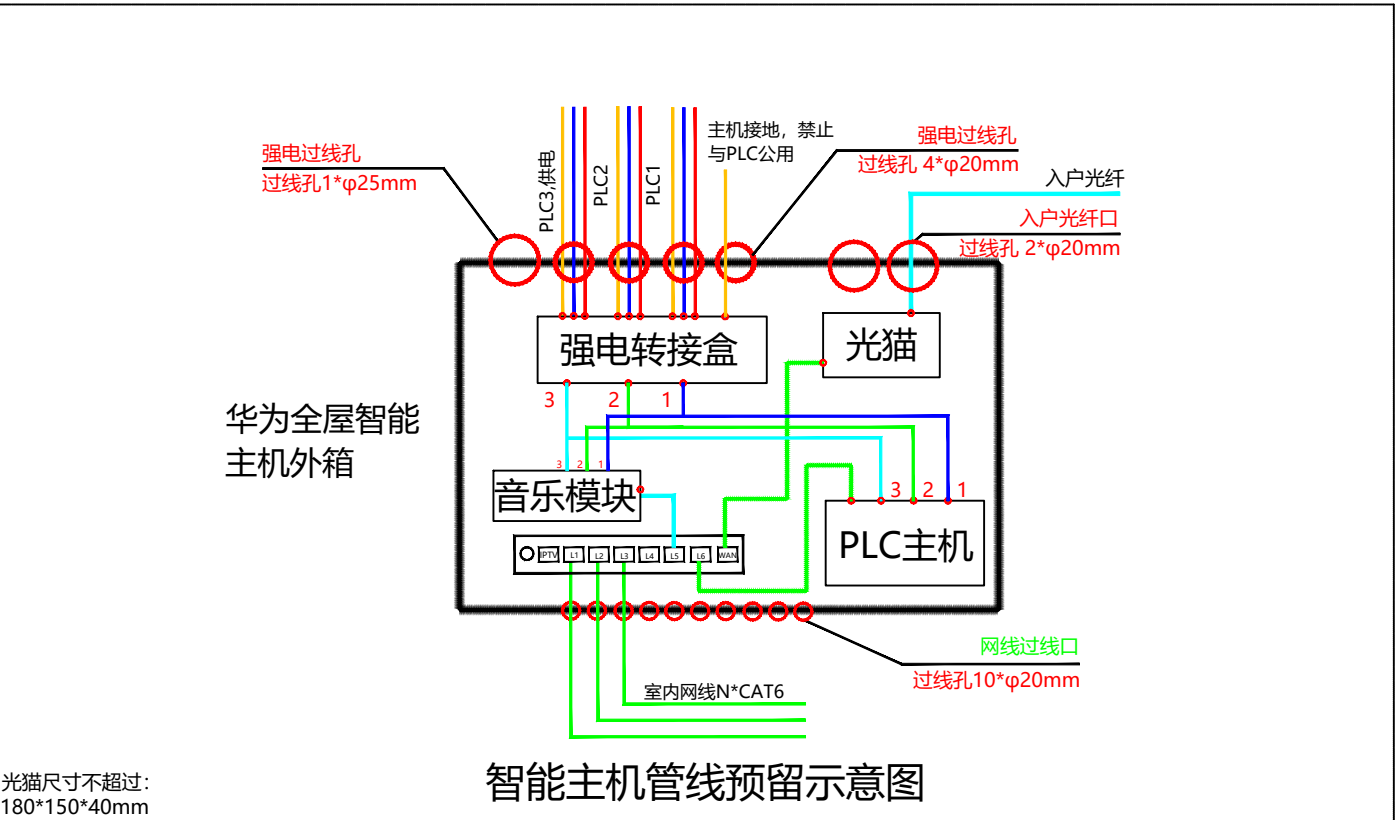 强电过线孔
过线孔1*φ25mm
PLC3,供电
PLC2
PLC1
主机接地，禁止
与PLC公用
强电过线孔
过线孔 4*φ20mm
入户光纤
入户光纤口
过线孔 2*φ20mm
强电转接盒
光猫
3
2
1
华为全屋智能
主机外箱
3
2
1
音乐模块
3
2
1
PLC主机
IPTV
L1
L2
L3
L4
L5
L6
WAN
网线过线口
过线孔10*φ20mm
室内网线N*CAT6
智能主机管线预留示意图
光猫尺寸不超过：
180*150*40mm